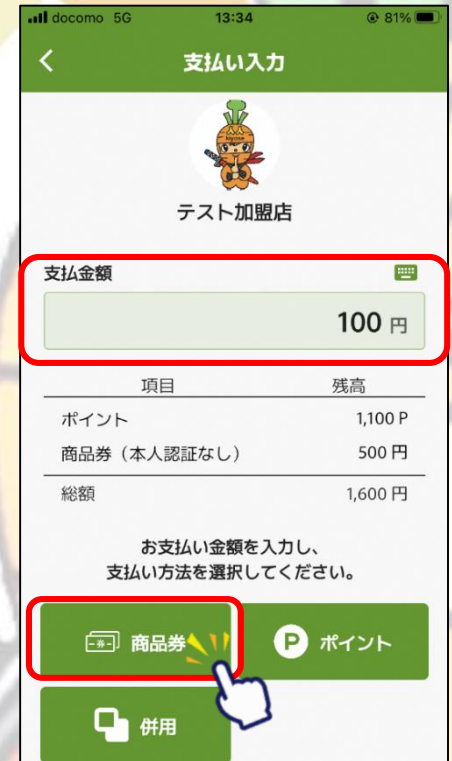 docomo 5G 13:34 81%
支払い入力
kiyose
テスト加盟店
支払金額
100 円
項目 残高
ポイント 1,100 P
商品券（本人認証なし） 500 円
総額 1,600 円
お支払い金額を入力し、
支払い方法を選択してください。
券 商品券 P ポイント
併用